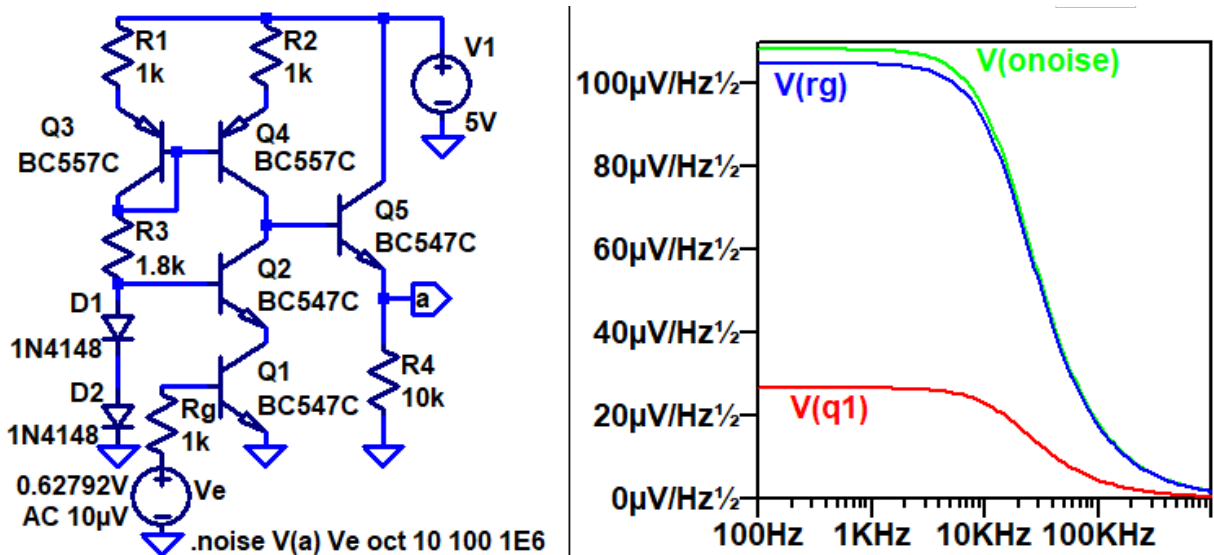 R1
1k
R2
1k
V1
5V
Q3
BC557C
Q4
BC557C
Q5
BC547C
R3
1.8k
Q2
BC547C
a
D1
1N4148
D2
1N4148
Q1
BC547C
R4
10k
Rg
1k
0.62792V
AC 10µV
Ve
.noise V(a) Ve oct 10 100 1E6
V(onoise)
V(rg)
V(q1)
100µV/Hz½
80µV/Hz½
60µV/Hz½
40µV/Hz½
20µV/Hz½
0µV/Hz½
100Hz
1KHz
10KHz
100KHz